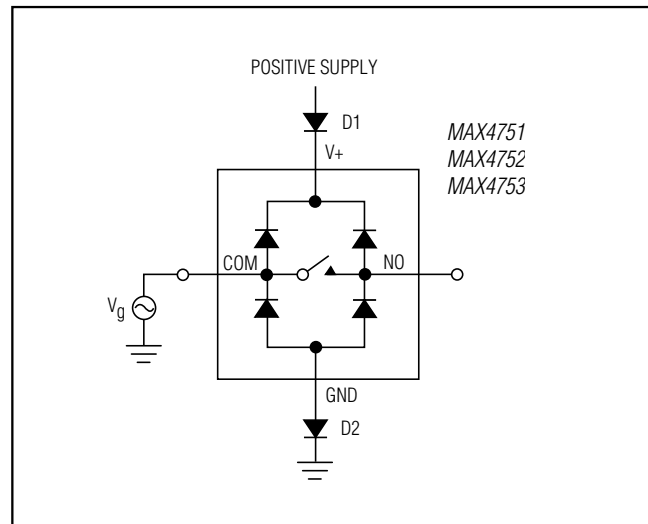 POSITIVE SUPPLY
D1
V+
MAX4751
MAX4752
MAX4753
COM
NO
Vg
GND
D2